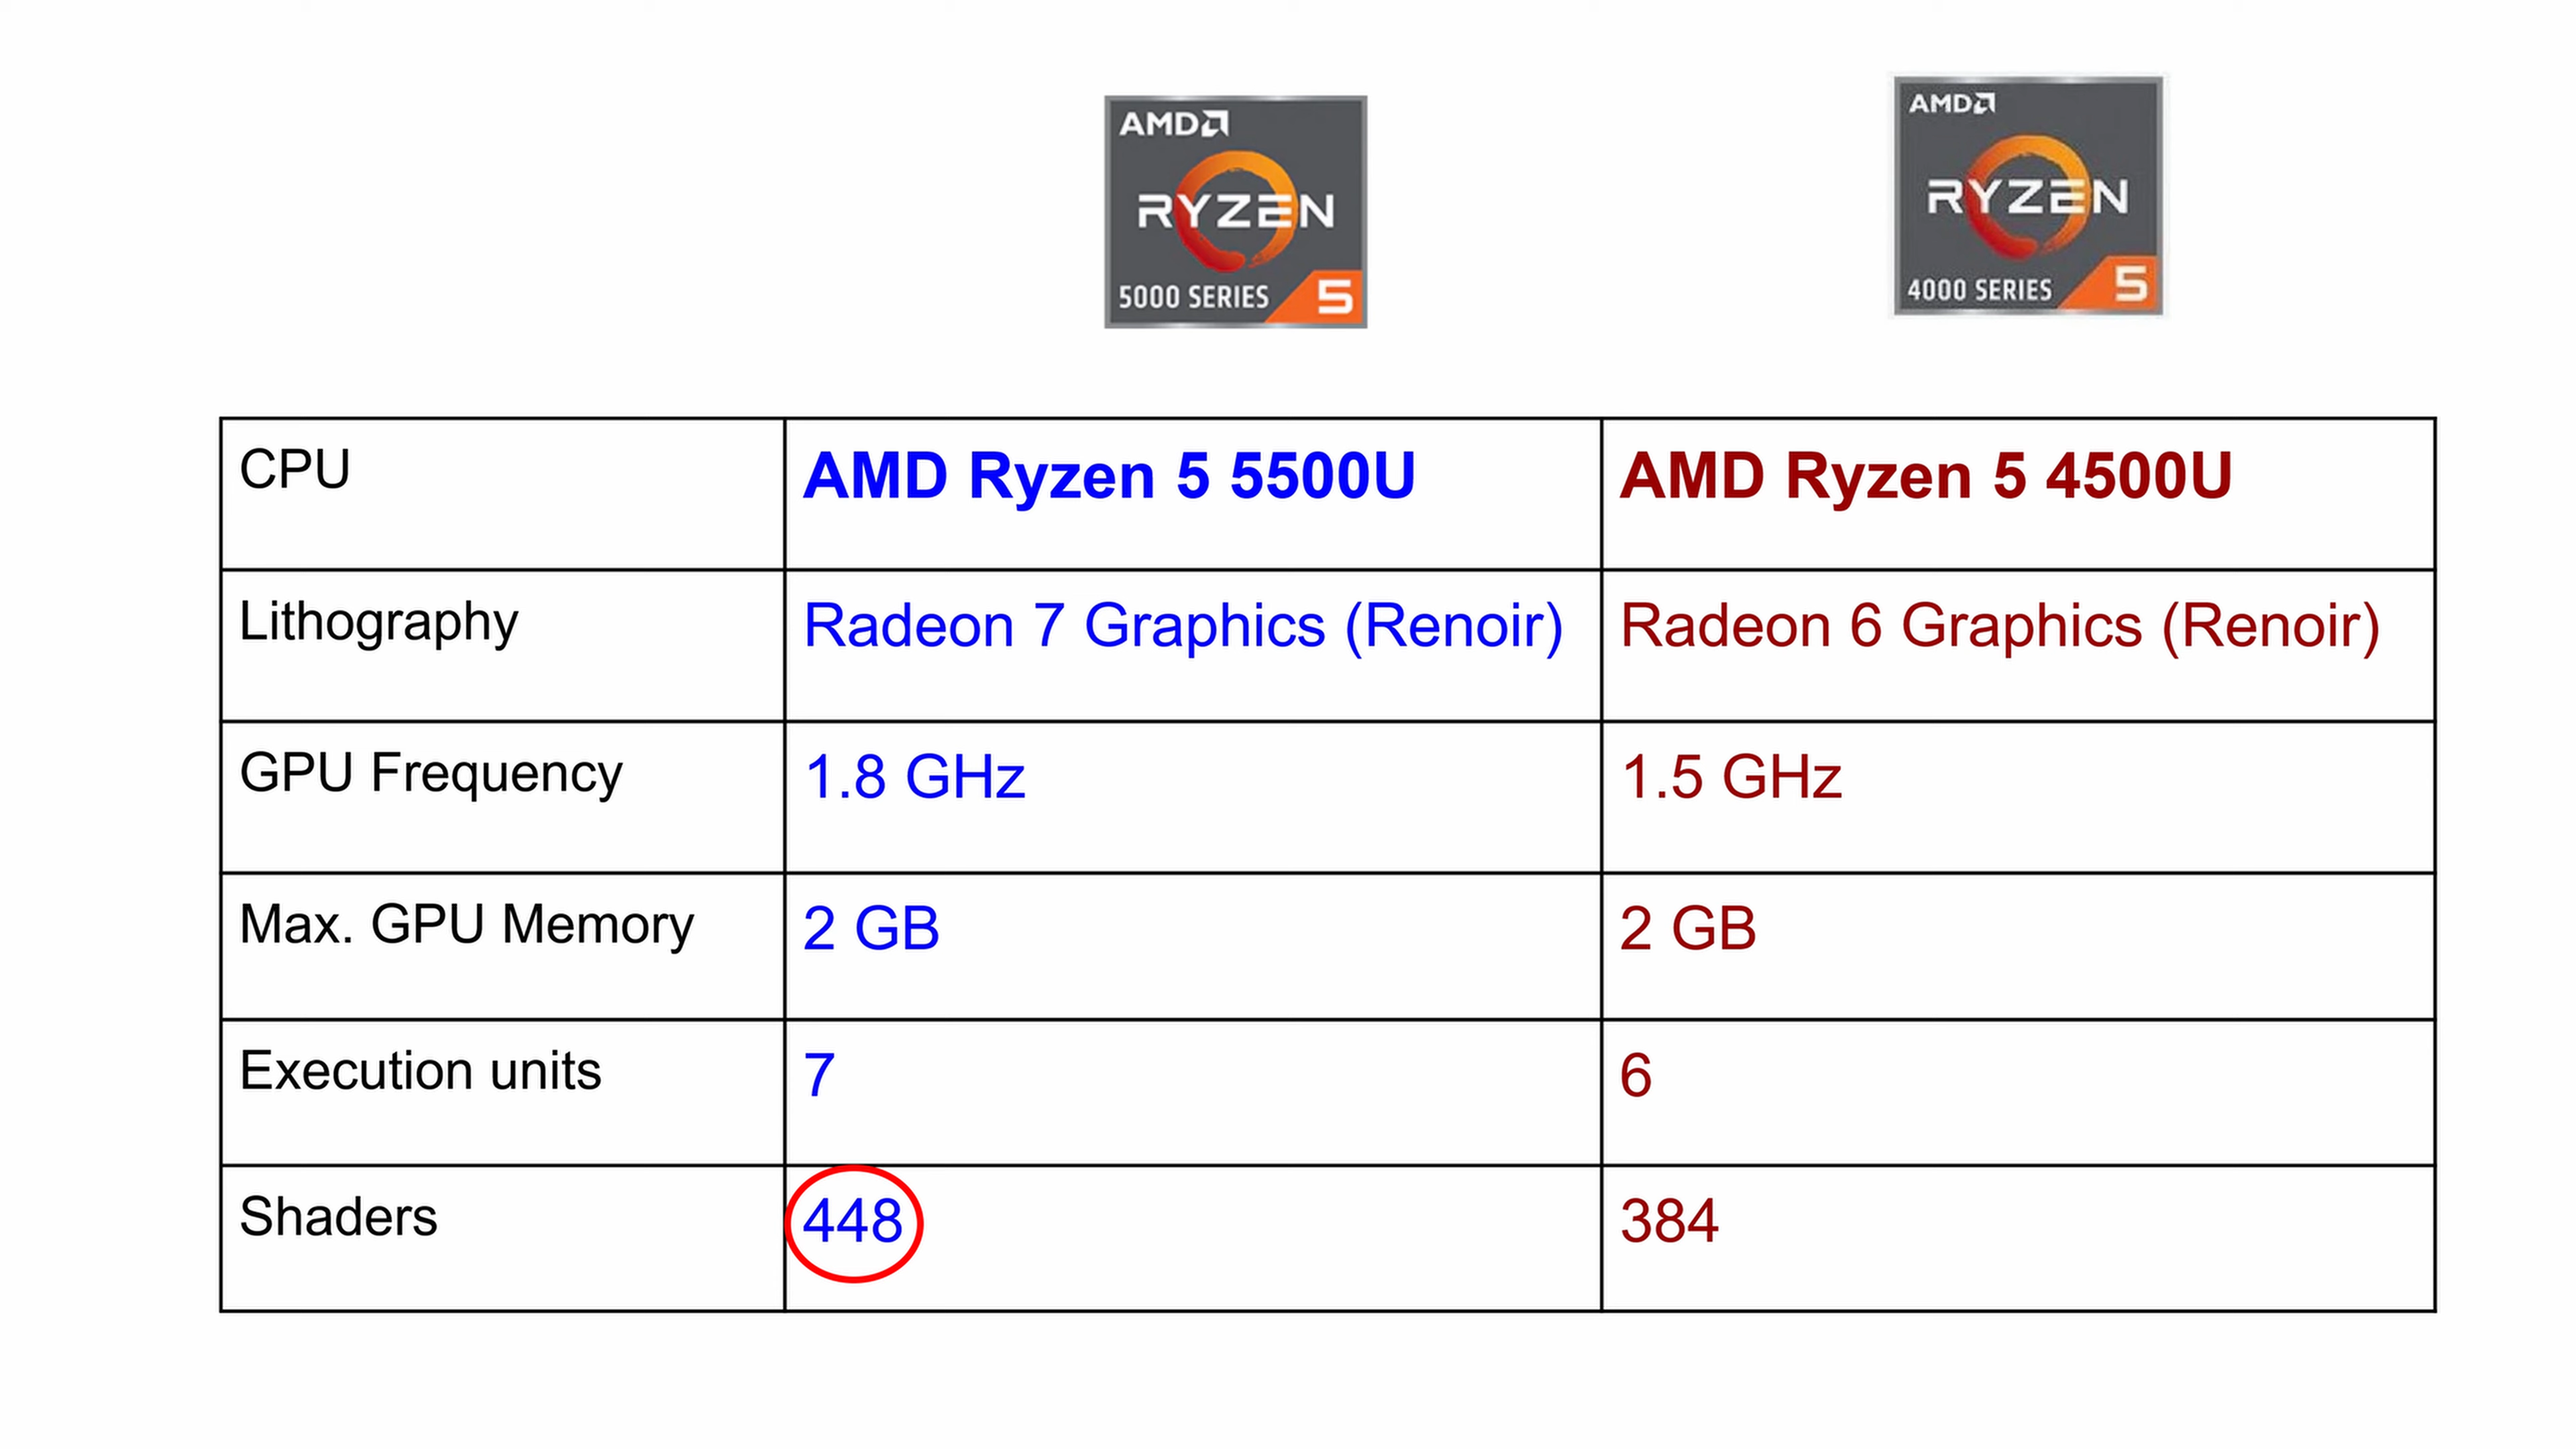 AMD
RYZEN
5000 SERIES 5
AMD
RYZEN
4000 SERIES 5
CPU AMD Ryzen 5 5500U AMD Ryzen 5 4500U
Lithography Radeon 7 Graphics (Renoir) Radeon 6 Graphics (Renoir)
GPU Frequency 1.8 GHz 1.5 GHz
Max. GPU Memory 2 GB 2 GB
Execution units 7 6
Shaders 448 384